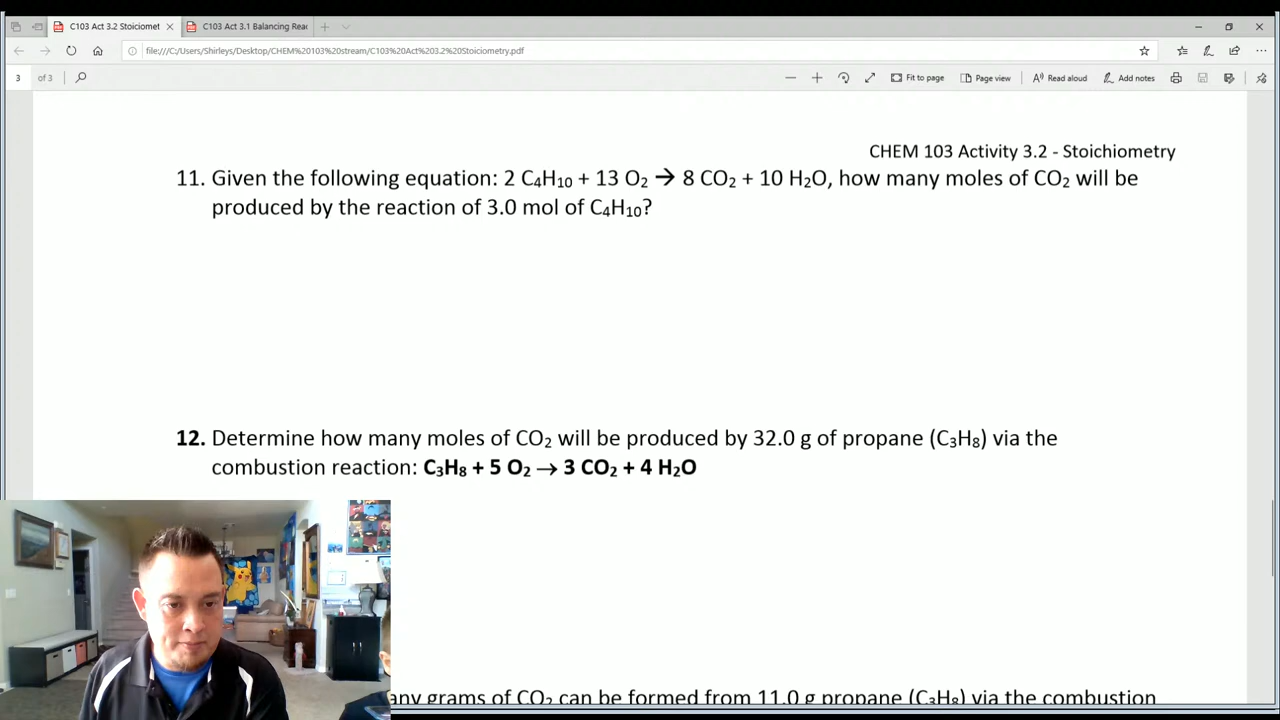 C103 Act 3.2 Stoiciomet
C103 Act 3.1 Balancing Reac
file:///C:/Users/Shirleys/Desktop/CHEM%20103%20stream/C103%20Act%203.2%20Stoiciometry.pdf
3 of 3
Fit to page
Page view
Read aloud
Add notes
CHEM 103 Activity 3.2 - Stoichiometry
11. Given the following equation: 2 C₄H₁₀ + 13 O₂ → 8 CO₂ + 10 H₂O, how many moles of CO₂ will be
produced by the reaction of 3.0 mol of C₄H₁₀?
12. Determine how many moles of CO₂ will be produced by 32.0 g of propane (C₃H₈) via the
combustion reaction: C₃H₈ + 5 O₂ → 3 CO₂ + 4 H₂O
any grams of CO₂ can be formed from 11.0 g propane (C₃H₈) via the combustion